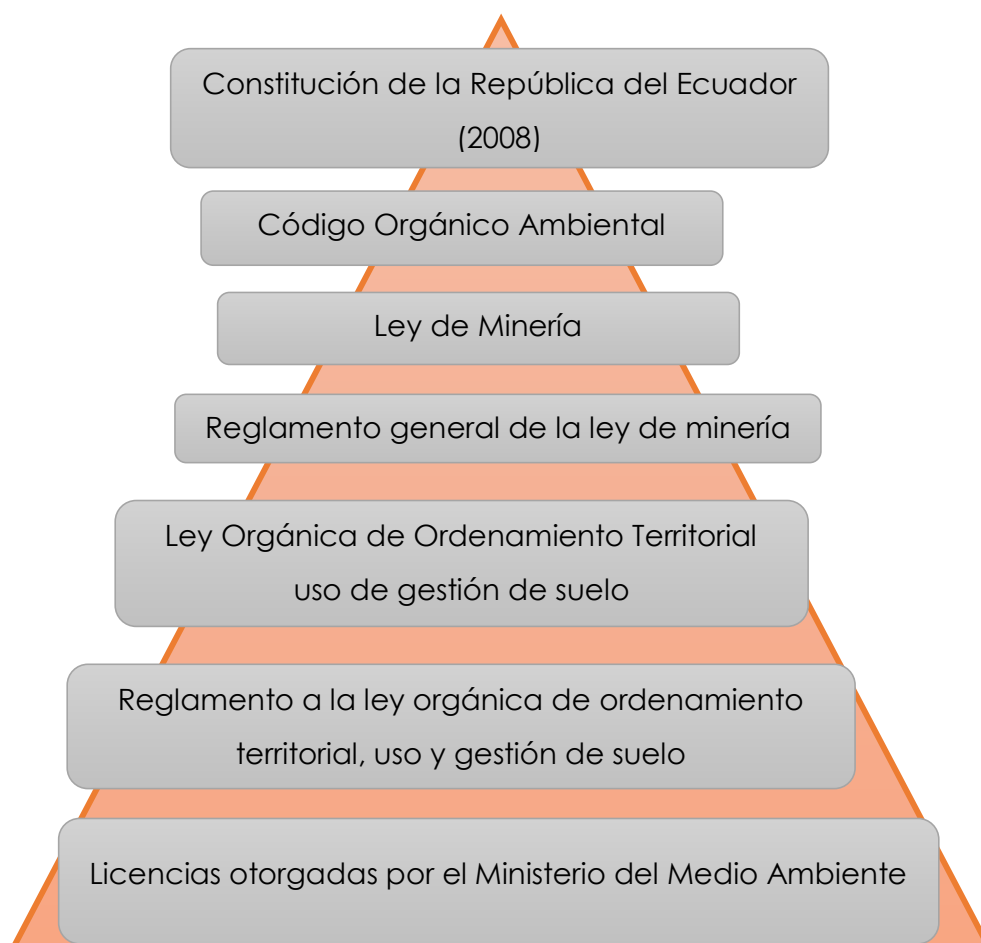 Constitución de la República del Ecuador
(2008)
Código Orgánico Ambiental
Ley de Minería
Reglamento general de la ley de minería
Ley Orgánica de Ordenamiento Territorial
uso de gestión de suelo
Reglamento a la ley orgánica de ordenamiento
territorial, uso y gestión de suelo
Licencias otorgadas por el Ministerio del Medio Ambiente